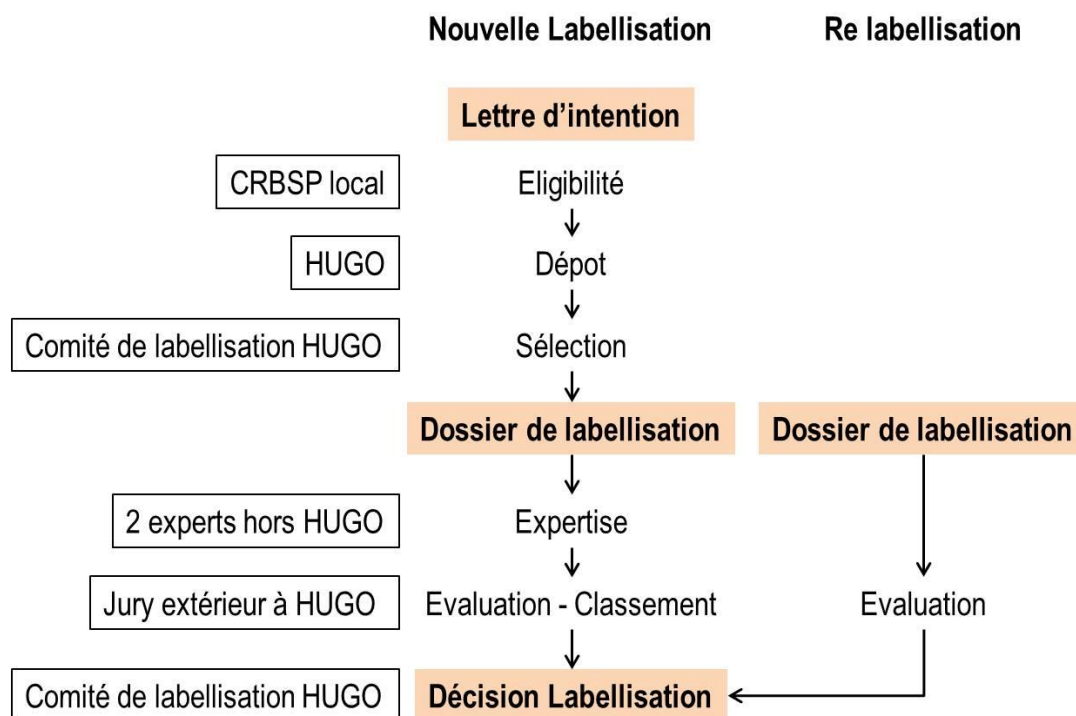 Nouvelle Labellisation
Re labellisation
Lettre d’intention
CRBSP local
Eligibilité
HUGO
Dépot
Comité de labellisation HUGO
Sélection
Dossier de labellisation
Dossier de labellisation
2 experts hors HUGO
Expertise
Jury extérieur à HUGO
Evaluation - Classement
Evaluation
Comité de labellisation HUGO
Décision Labellisation